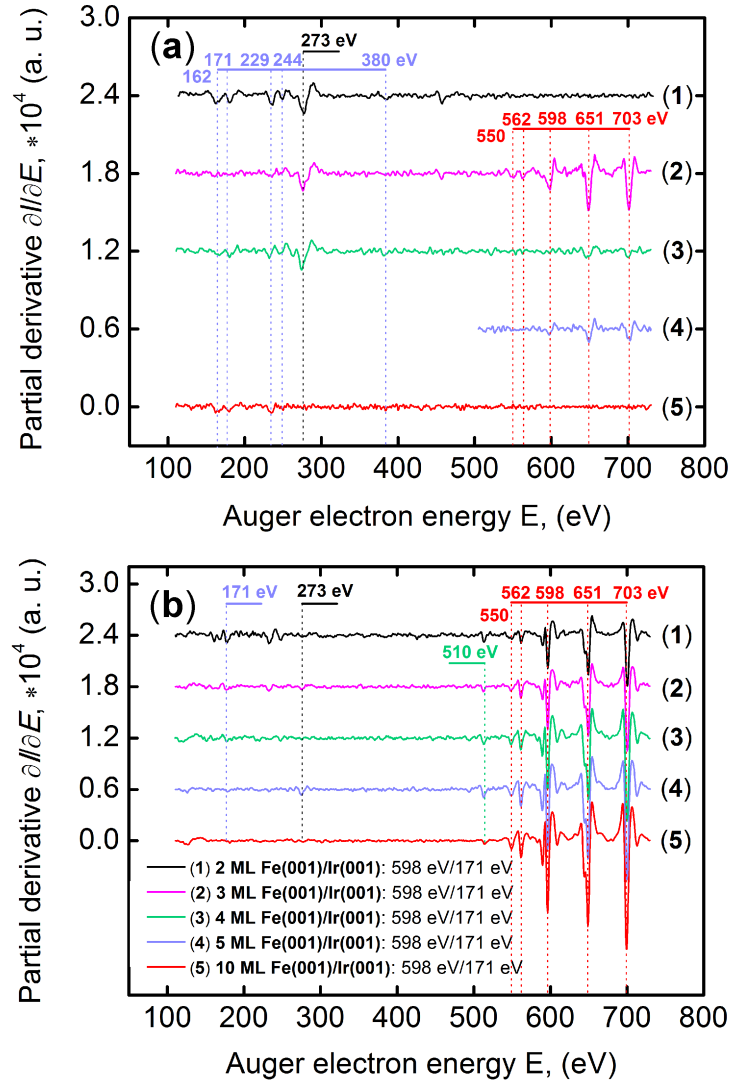 (a)
273 eV
171 229 244 380 eV
162
562 598 651 703 eV
550
3.0
2.4
1.8
1.2
0.6
0.0
(1)
(2)
(3)
(4)
(5)
Partial derivative ∂I/∂E, *10⁴ (a. u.)
100 200 300 400 500 600 700 800
Auger electron energy E, (eV)
(b)
171 eV 273 eV
562 598 651 703 eV
550
510 eV
3.0
2.4
1.8
1.2
0.6
0.0
(1)
(2)
(3)
(4)
(5)
Partial derivative ∂I/∂E, *10⁴ (a. u.)
(1) 2 ML Fe(001)/Ir(001): 598 eV/171 eV
(2) 3 ML Fe(001)/Ir(001): 598 eV/171 eV
(3) 4 ML Fe(001)/Ir(001): 598 eV/171 eV
(4) 5 ML Fe(001)/Ir(001): 598 eV/171 eV
(5) 10 ML Fe(001)/Ir(001): 598 eV/171 eV
100 200 300 400 500 600 700 800
Auger electron energy E, (eV)